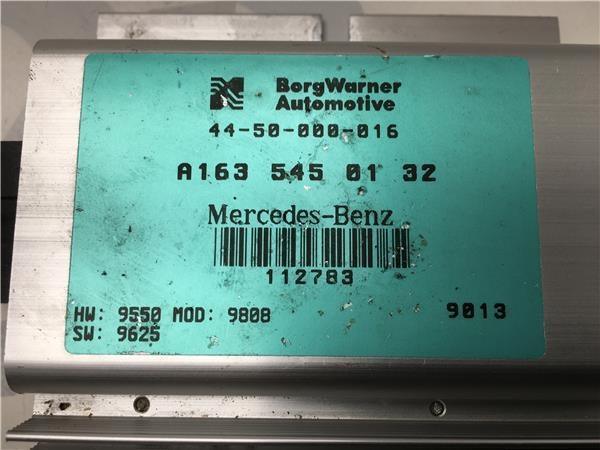 BorgWarner
Automotive
44-50-000-016
A163 545 01 32
Mercedes-Benz
112783
HW: 9550 MOD: 9808
SW: 9625
9013